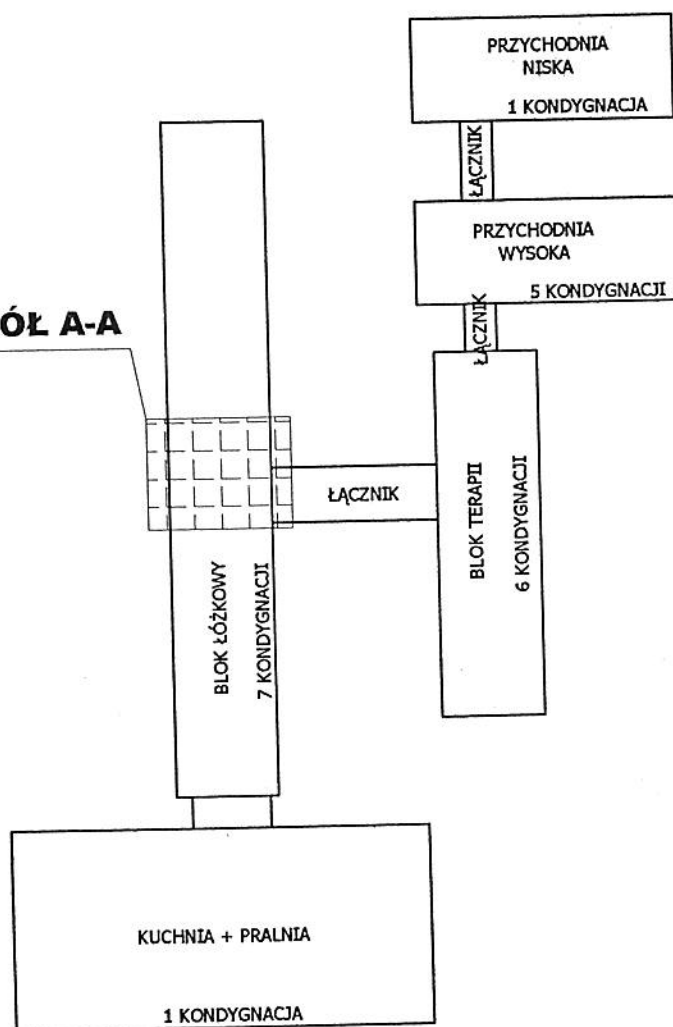 PRZYCHODNIA
NISKA
1 KONDYGNACJA
ŁĄCZNIK
PRZYCHODNIA
WYSOKA
5 KONDYGNACJI
ŁĄCZNIK
A-A
ŁĄCZNIK
BLOK TERAPII
6 KONDYGNACJI
BLOK ŁÓŻKOWY
7 KONDYGNACJI
KUCHNIA + PRALNIA
1 KONDYGNACJA